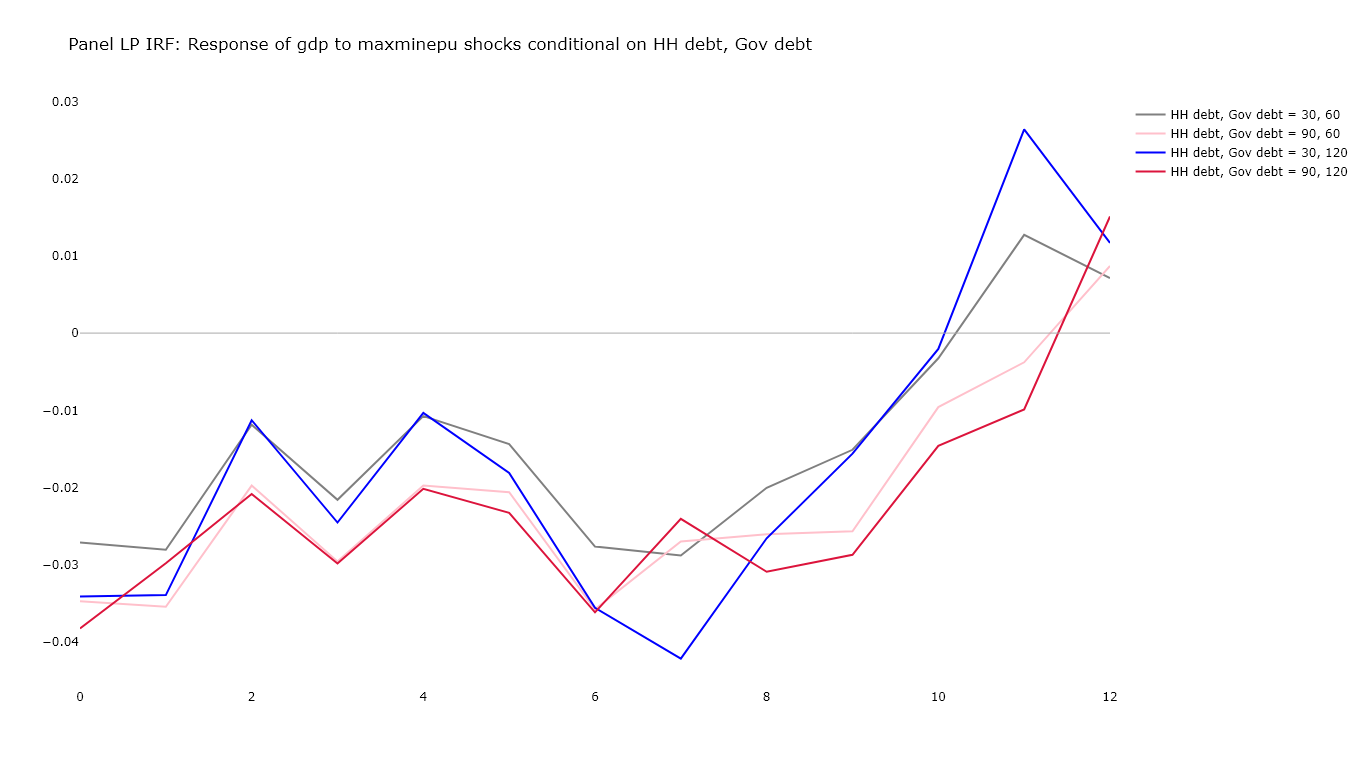 Panel LP IRF: Response of gdp to maxminepu shocks conditional on HH debt, Gov debt
0.03
0.02
0.01
0
−0.01
−0.02
−0.03
−0.04
0 2 4 6 8 10 12
HH debt, Gov debt = 30, 60
HH debt, Gov debt = 90, 60
HH debt, Gov debt = 30, 120
HH debt, Gov debt = 90, 120